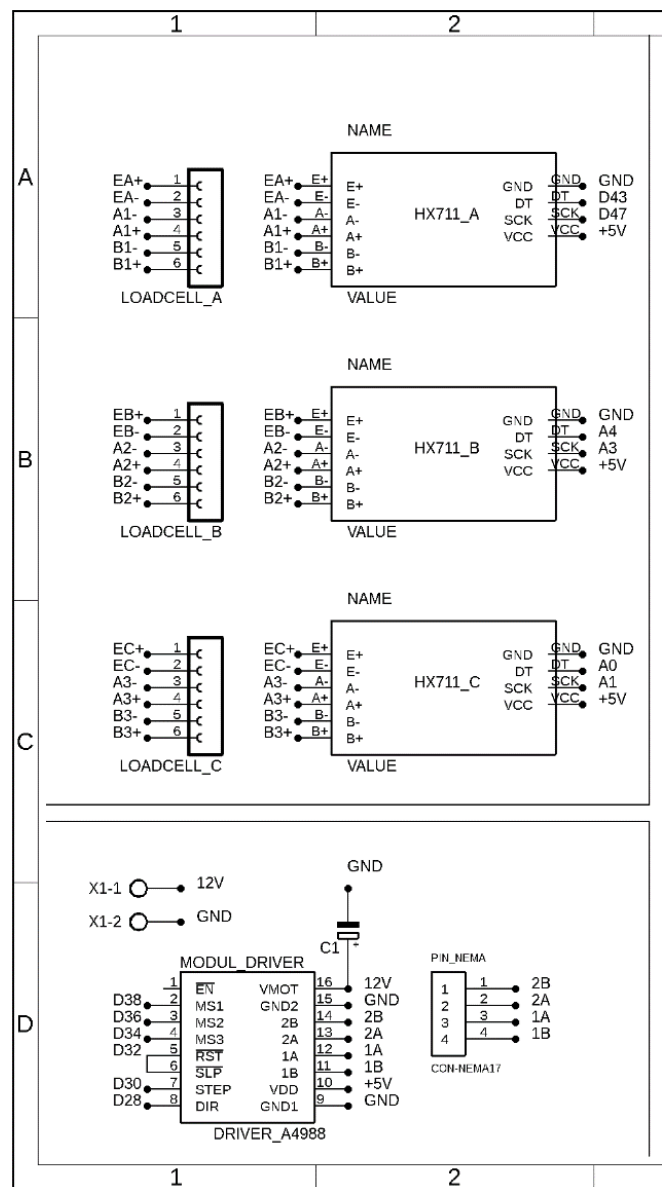 1 2
A
NAME
EA+ 1 EA+ E+ E+ HX711_A GND GND GND
EA- 2 EA- E- E- DT DT D43
A1- 3 A1- A- A- SCK SCK D47
A1+ 4 A1+ A+ A+ VCC VCC +5V
B1- 5 B1- B- B-
B1+ 6 B1+ B+ B+
LOADCELL_A VALUE
B
NAME
EB+ 1 EB+ E+ E+ HX711_B GND GND GND
EB- 2 EB- E- E- DT DT A4
A2- 3 A2- A- A- SCK SCK A3
A2+ 4 A2+ A+ A+ VCC VCC +5V
B2- 5 B2- B- B-
B2+ 6 B2+ B+ B+
LOADCELL_B VALUE
C
NAME
EC+ 1 EC+ E+ E+ HX711_C GND GND GND
EC- 2 EC- E- E- DT DT A0
A3- 3 A3- A- A- SCK SCK A1
A3+ 4 A3+ A+ A+ VCC VCC +5V
B3- 5 B3- B- B-
B3+ 6 B3+ B+ B+
LOADCELL_C VALUE
D
GND
X1-1 12V
X1-2 GND
C1 +
MODUL_DRIVER
1 EN VMOT 16 12V
D38 2 MS1 GND2 15 GND
D36 3 MS2 2B 14 2B
D34 4 MS3 2A 13 2A
D32 5 RST 1A 12 1A
6 SLP 1B 11 1B
D30 7 STEP VDD 10 +5V
D28 8 DIR GND1 9 GND
DRIVER_A4988
PIN_NEMA
1 1 2B
2 2 2A
3 3 1A
4 4 1B
CON-NEMA17
1 2